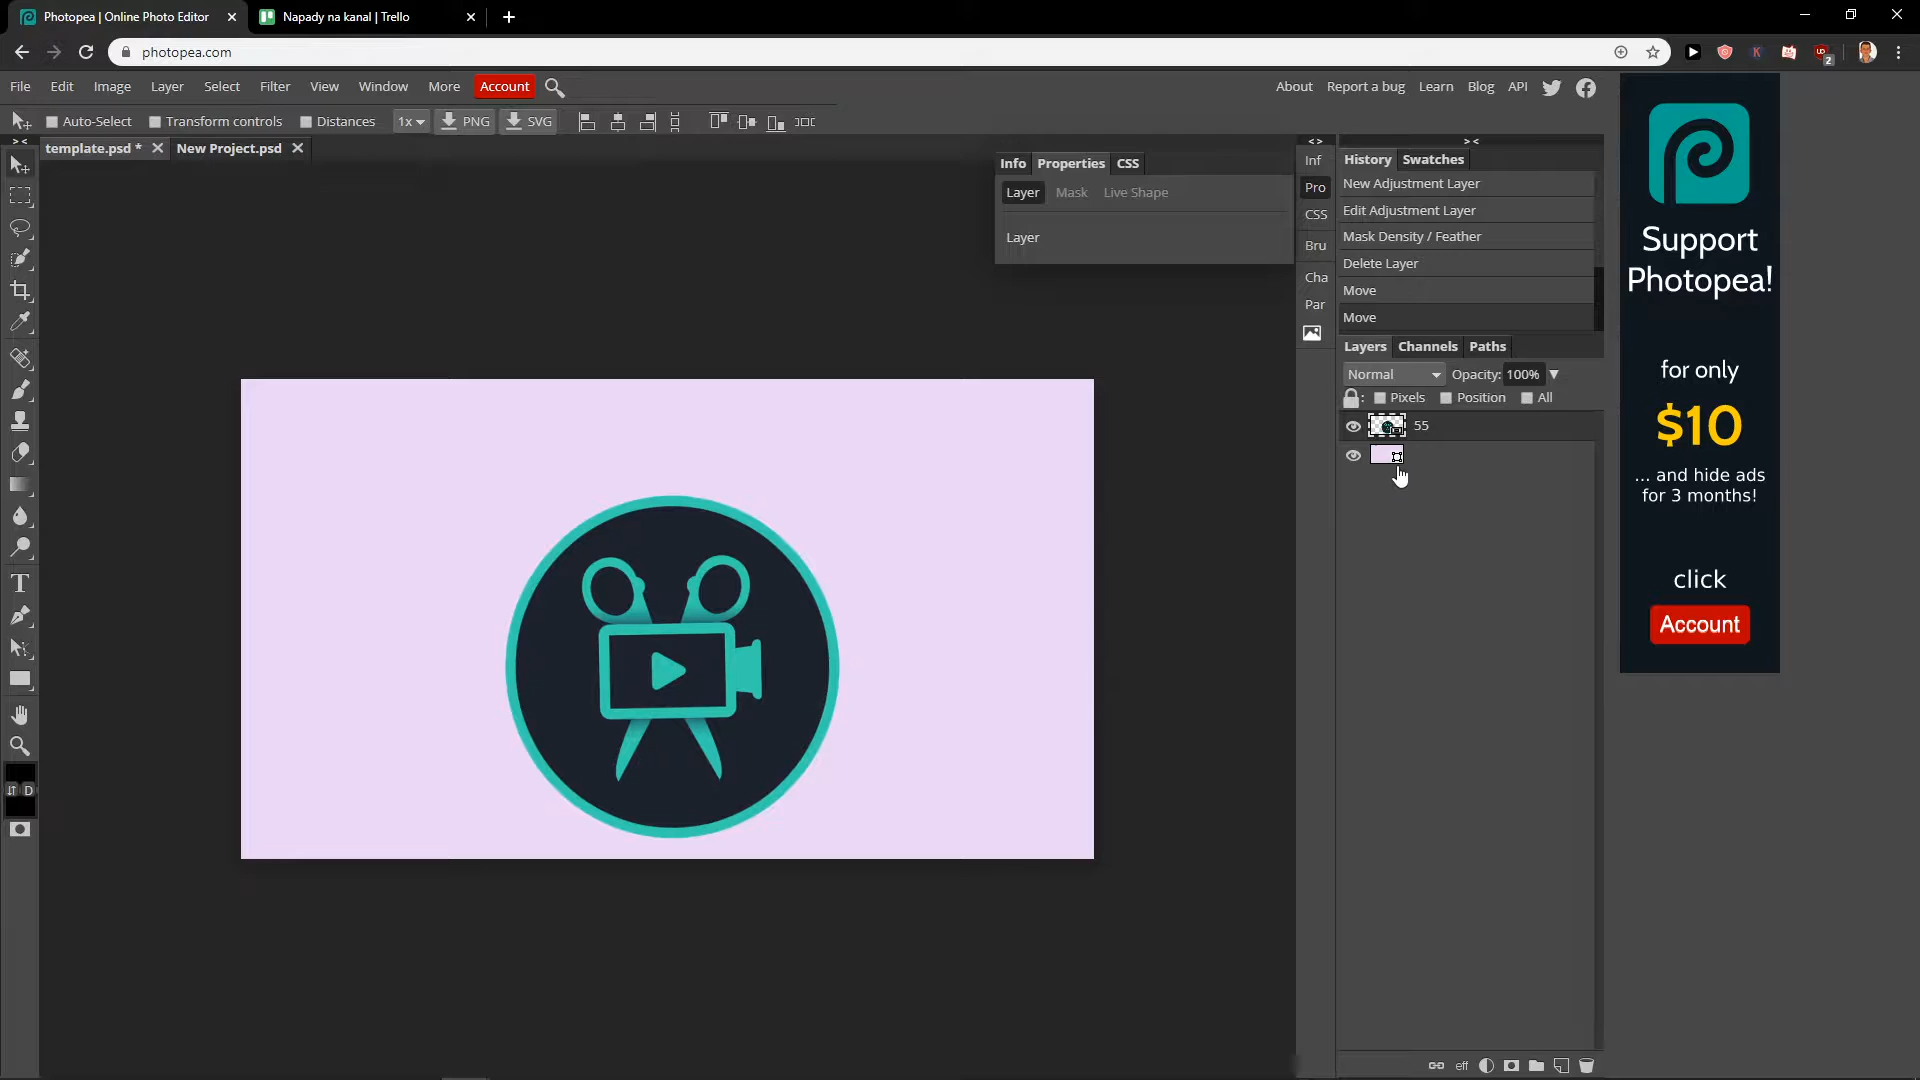 Photopea | Online Photo Editor
Napady na kanal | Trello
photopea.com
2
File Edit Image Layer Select Filter View Window More Account
About Report a bug Learn Blog API
Auto-Select Transform controls Distances 1x PNG SVG
template.psd * New Project.psd
Info Properties CSS
Layer Mask Live Shape
Layer
Inf
Pro
CSS
Bru
Cha
Par
History Swatches
New Adjustment Layer
Edit Adjustment Layer
Mask Density / Feather
Delete Layer
Move
Move
Layers Channels Paths
Normal Opacity: 100%
: Pixels Position All
55
T
D
eff
Support
Photopea!
for only
$10
... and hide ads
for 3 months!
click
Account